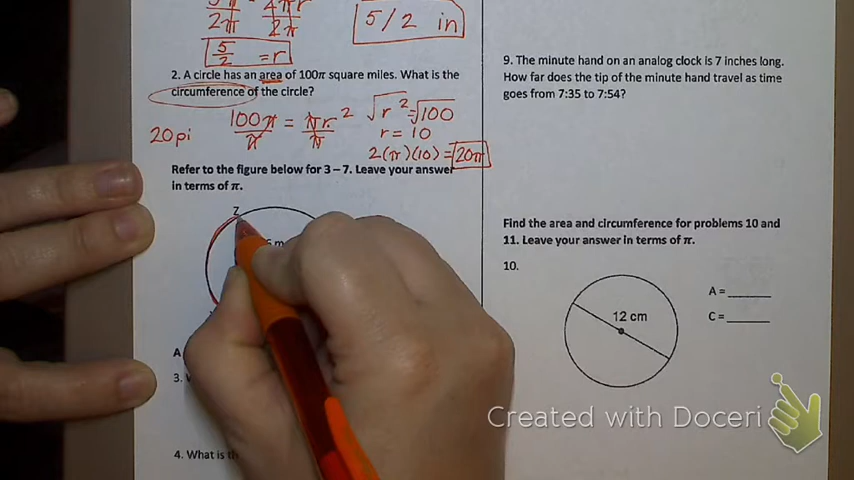 2π 2π
5/2 = r
5/2 in
2. A circle has an area of 100π square miles. What is the
circumference of the circle?
20pi
100π = πr²
π π
√r² = √100
r = 10
2(π)(10) = 20π
Refer to the figure below for 3 – 7. Leave your answer
in terms of π.
Z
A
3.
4. What is th
9. The minute hand on an analog clock is 7 inches long.
How far does the tip of the minute hand travel as time
goes from 7:35 to 7:54?
Find the area and circumference for problems 10 and
11. Leave your answer in terms of π.
10.
12 cm
A = ______
C = ______
Created with Doceri